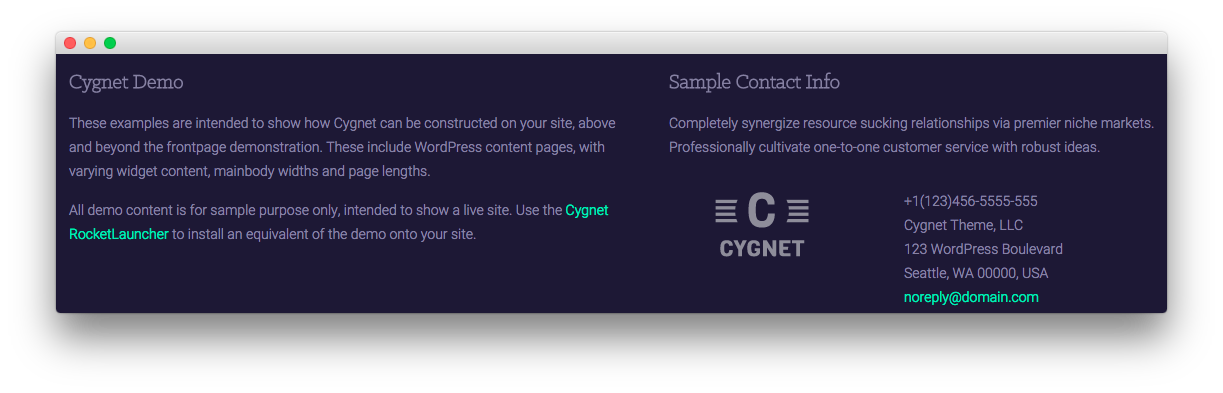 Cygnet Demo
These examples are intended to show how Cygnet can be constructed on your site, above
and beyond the frontpage demonstration. These include WordPress content pages, with
varying widget content, mainbody widths and page lengths.
All demo content is for sample purpose only, intended to show a live site. Use the Cygnet
RocketLauncher to install an equivalent of the demo onto your site.
Sample Contact Info
Completely synergize resource sucking relationships via premier niche markets.
Professionally cultivate one-to-one customer service with robust ideas.
C
CYGNET
+1(123)456-5555-555
Cygnet Theme, LLC
123 WordPress Boulevard
Seattle, WA 00000, USA
noreply@domain.com